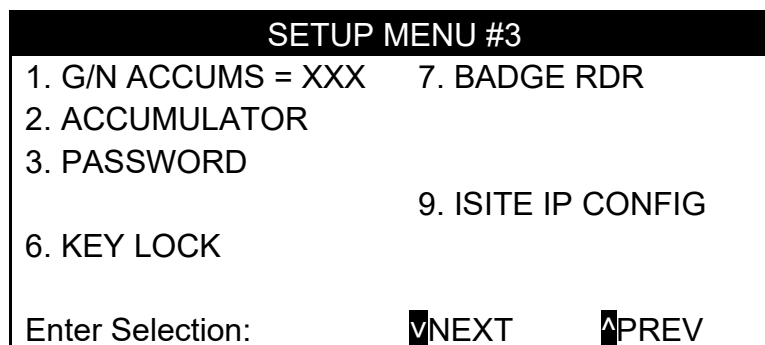 SETUP MENU #3
1. G/N ACCUMS = XXX 7. BADGE RDR
2. ACCUMULATOR
3. PASSWORD
9. ISITE IP CONFIG
6. KEY LOCK
Enter Selection: vNEXT ^PREV